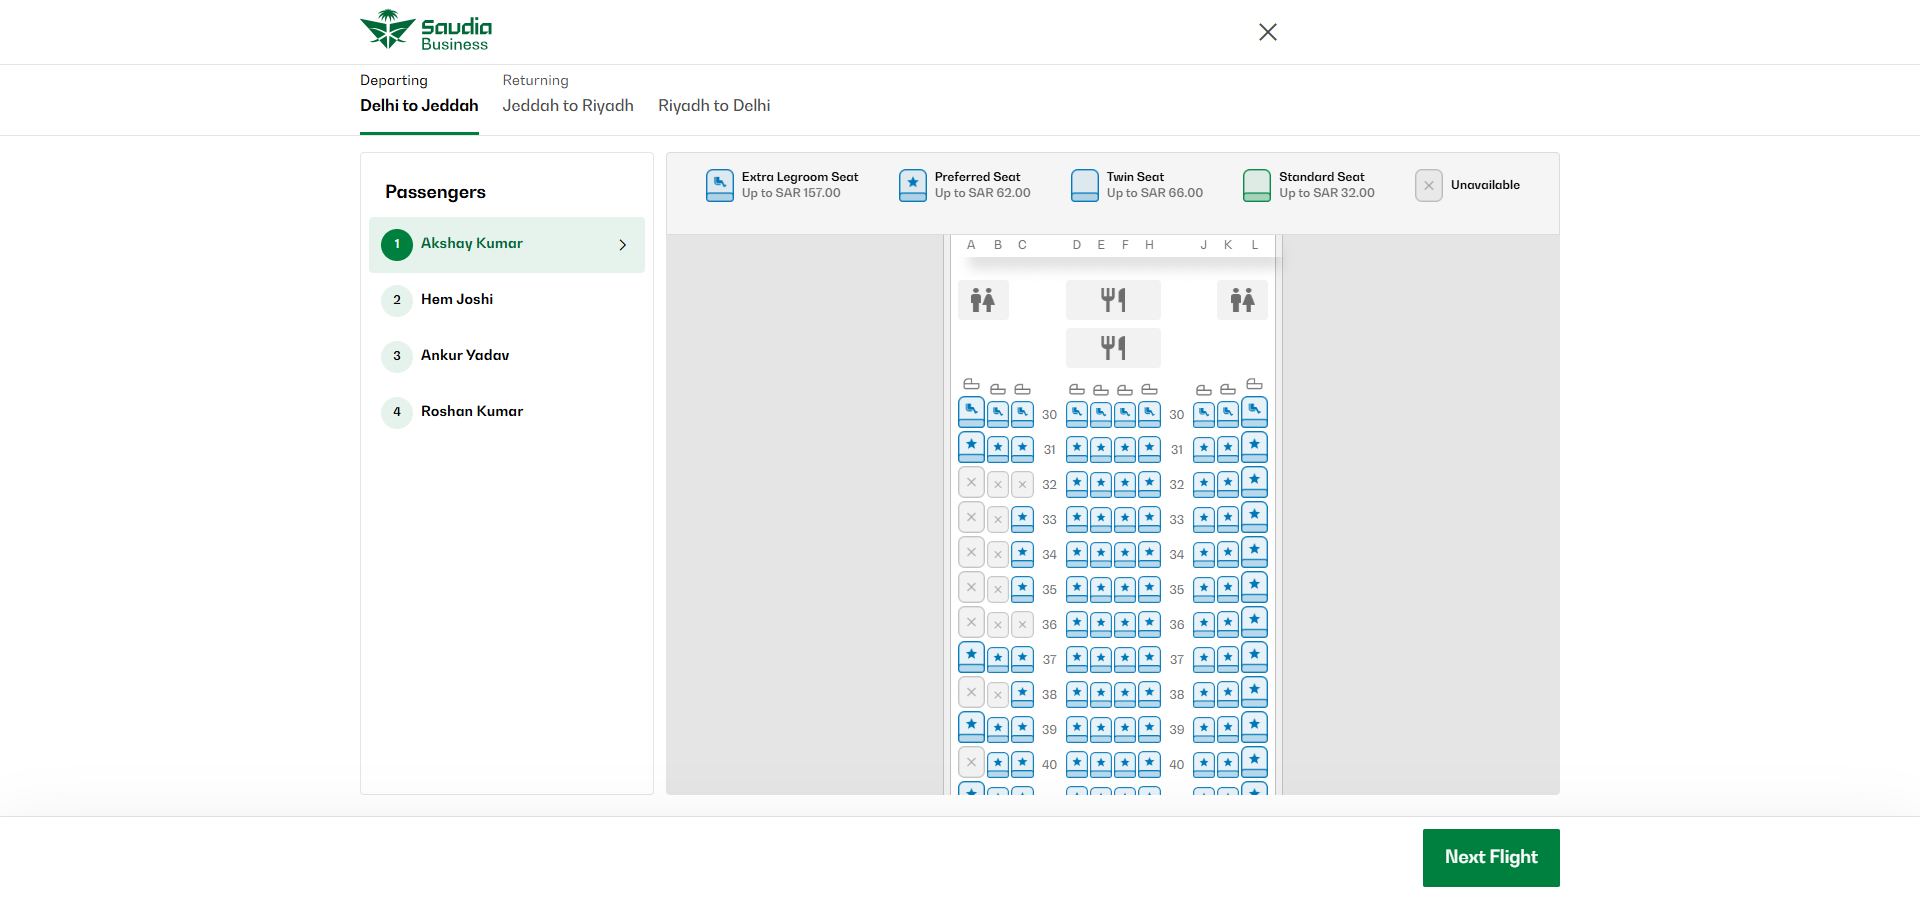 Saudia
Business
Departing
Delhi to Jeddah
Returning
Jeddah to Riyadh
Riyadh to Delhi
Passengers
1 Akshay Kumar
2 Hem Joshi
3 Ankur Yadav
4 Roshan Kumar
Extra Legroom Seat
Up to SAR 157.00
Preferred Seat
Up to SAR 62.00
Twin Seat
Up to SAR 66.00
Standard Seat
Up to SAR 32.00
Unavailable
A B C D E F H J K L
30 30
31 31
32 32
33 33
34 34
35 35
36 36
37 37
38 38
39 39
40 40
Next Flight